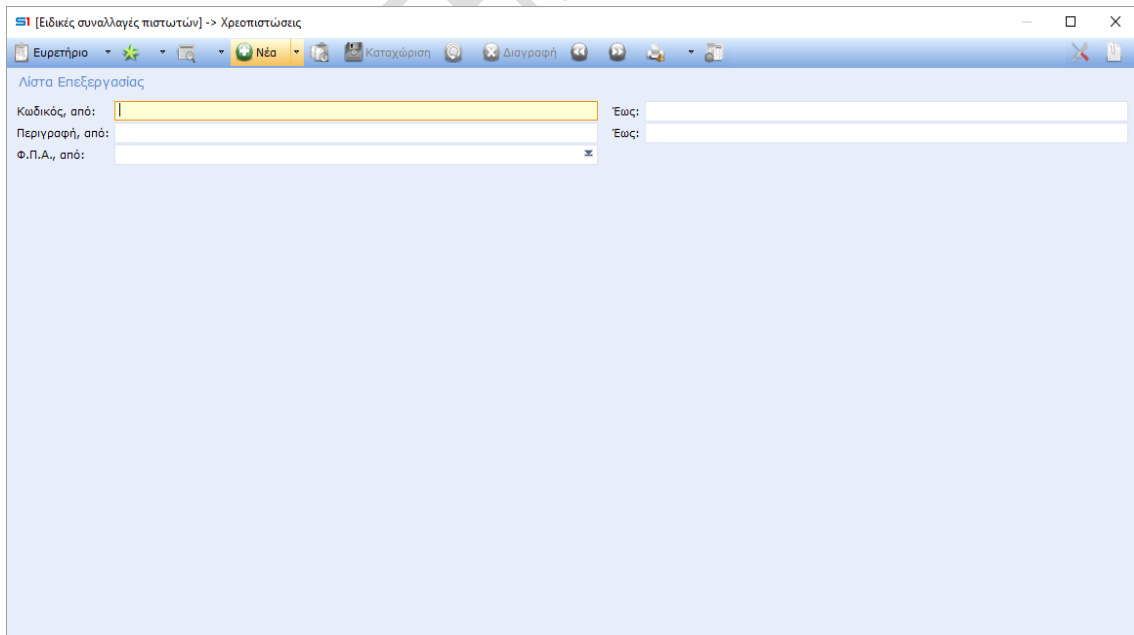 S1 [Ειδικές συναλλαγές πιστωτών] -> Χρεοπιστώσεις
Ευρετήριο Νέα Καταχώριση Διαγραφή
Λίστα Επεξεργασίας
Κωδικός, από: Έως:
Περιγραφή, από: Έως:
Φ.Π.Α., από: